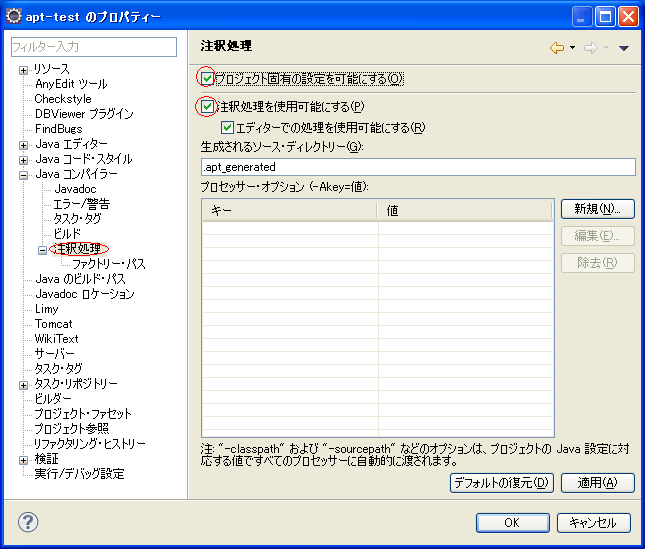 apt-test のプロパティー
フィルター入力
リソース
AnyEdit ツール
Checkstyle
DBViewer プラグイン
FindBugs
Java エディター
Java コード・スタイル
Java コンパイラー
Javadoc
エラー/警告
タスク・タグ
ビルド
注釈処理
ファクトリー・パス
Java のビルド・パス
Javadoc ロケーション
Limy
Tomcat
WikiText
サーバー
タスク・タグ
タスク・リポジトリー
ビルダー
プロジェクト・ファセット
プロジェクト参照
リファクタリング・ヒストリー
検証
実行/デバッグ設定
注釈処理
プロジェクト固有の設定を可能にする(O)
注釈処理を使用可能にする(P)
エディターでの処理を使用可能にする(R)
生成されるソース・ディレクトリー(G):
.apt_generated
プロセッサー・オプション (-Akey=値):
キー 値
新規(N)...
編集(E)...
除去(R)
注: "-classpath" および "-sourcepath" などのオプションは、プロジェクトの Java 設定に対
応する値ですべてのプロセッサーに自動的に渡されます。
デフォルトの復元(D) 適用(A)
OK キャンセル